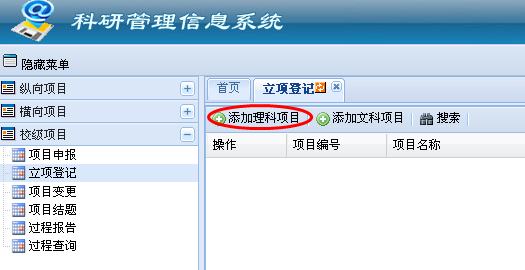 科研管理信息系统
隐藏菜单
纵向项目
横向项目
校级项目
项目申报
立项登记
项目变更
项目结题
过程报告
过程查询
首页 立项登记
添加理科项目 添加文科项目 搜索
操作 项目编号 项目名称